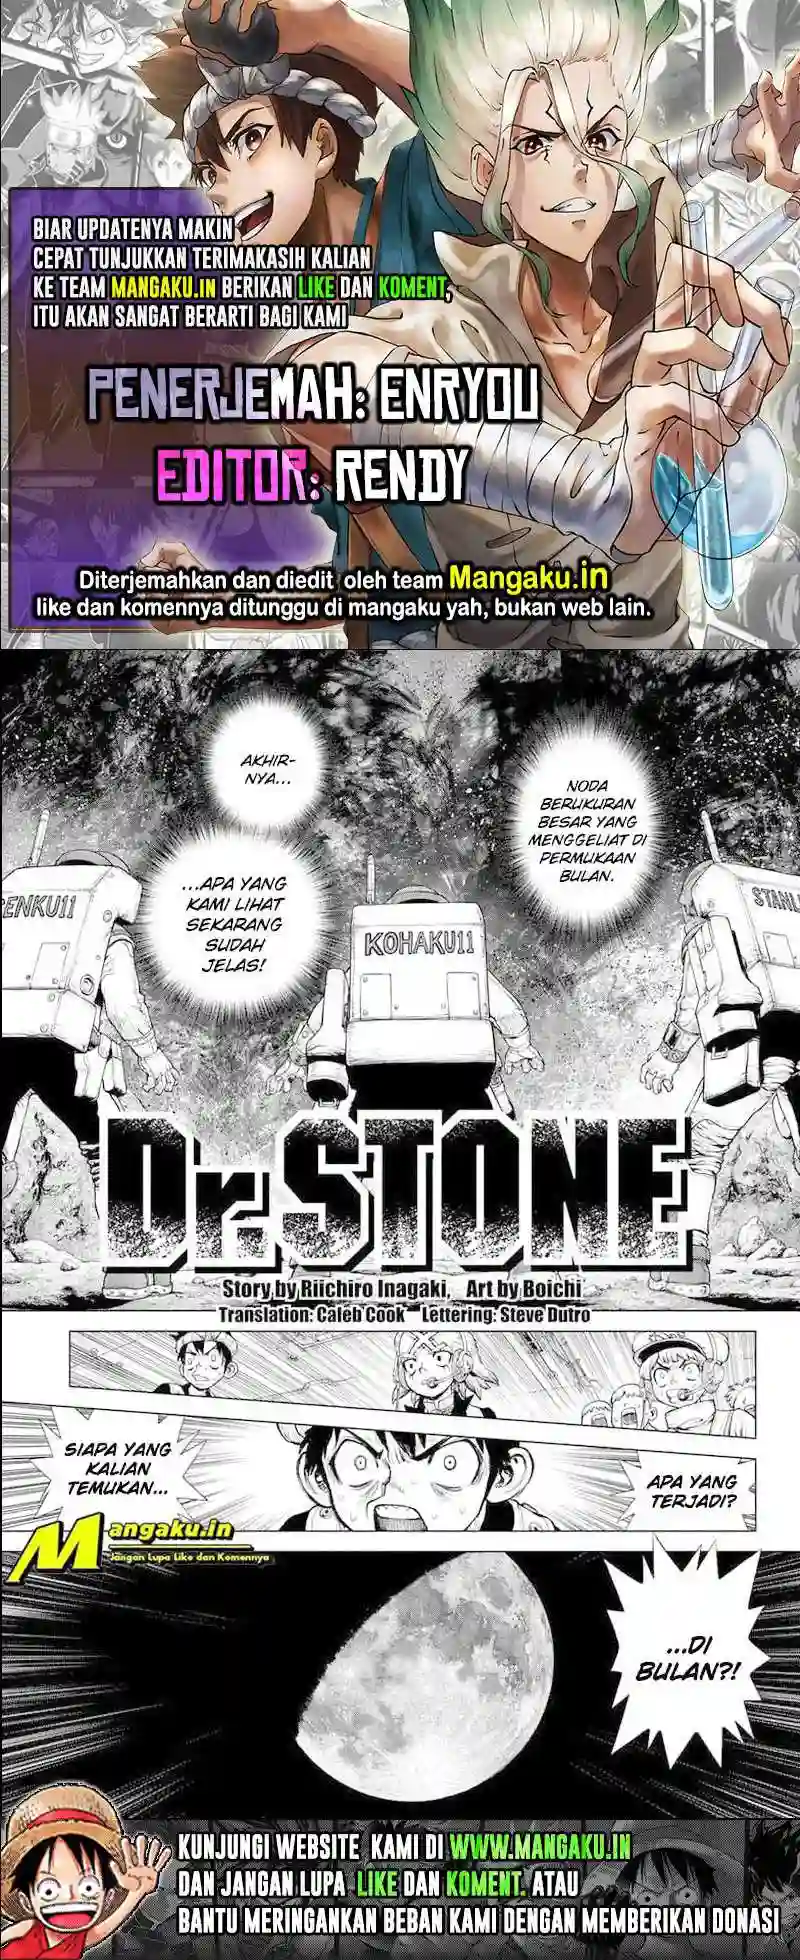 BIAR UPDATENYA MAKIN
CEPAT TUNJUKKAN TERIMAKASIH KALIAN
KE TEAM MANGAKU.IN BERIKAN LIKE DAN KOMENT,
ITU AKAN SANGAT BERARTI BAGI KAMI
PENERJEMAH: ENRYOU
EDITOR: RENDY
Diterjemahkan dan diedit oleh team Mangaku.in
like dan komennya ditunggu di mangaku yah, bukan web lain.
AKHIR-
NYA...
NODA
BERUKURAN
BESAR YANG
MENGGELIAT DI
PERMUKAAN
BULAN.
...APA YANG
KAMI LIHAT
SEKARANG
SUDAH
JELAS!
ENKU11
KOHAKU11
STANL
Dr.STONE
Story by Riichiro Inagaki, Art by Boichi
Translation: Caleb Cook Lettering: Steve Dutro
SIAPA YANG
KALIAN
TEMUKAN...
APA YANG
TERJADI?
Mangaku.in
Jangan Lupa Like dan Komennya
...DI
BULAN?!
KUNJUNGI WEBSITE KAMI DI WWW.MANGAKU.IN
DAN JANGAN LUPA LIKE DAN KOMENT. ATAU
BANTU MERINGANKAN BEBAN KAMI DENGAN MEMBERIKAN DONASI